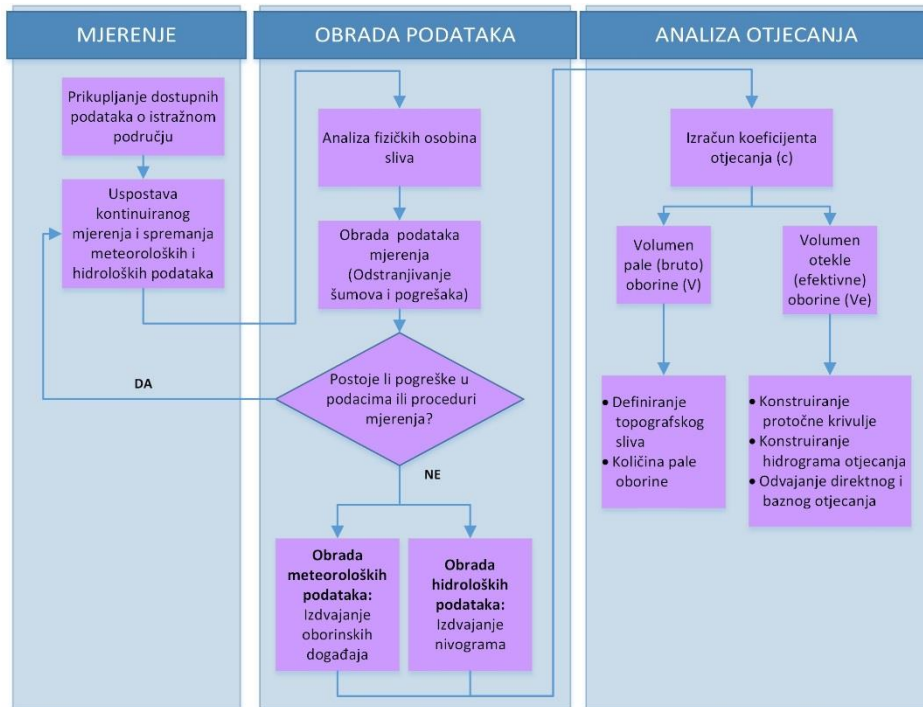 MJERENJE
Prikupljanje dostupnih
podataka o istražnom
području
Uspostava
kontinuiranog
mjerenja i spremanja
meteoroloških i
hidroloških podataka
OBRADA PODATAKA
Analiza fizičkih osobina
sliva
Obrada podataka
mjerenja
(Odstranjivanje
šumova i pogrešaka)
Postoje li pogreške u
podacima ili proceduri
mjerenja?
DA
NE
Obrada
meteoroloških
podataka:
Izdvajanje
oborinskih
događaja
Obrada
hidroloških
podataka:
Izdvajanje
nivograma
ANALIZA OTJECANJA
Izračun koeficijenta
otjecanja (c)
Volumen
pale (bruto)
oborine (V)
Volumen
otekle
(efektivne)
oborine (Ve)
• Definiranje
topografskog
sliva
• Količina pale
oborine
• Konstruiranje
protočne krivulje
• Konstruiranje
hidrograma otjecanja
• Odvajanje direktnog i
baznog otjecanja